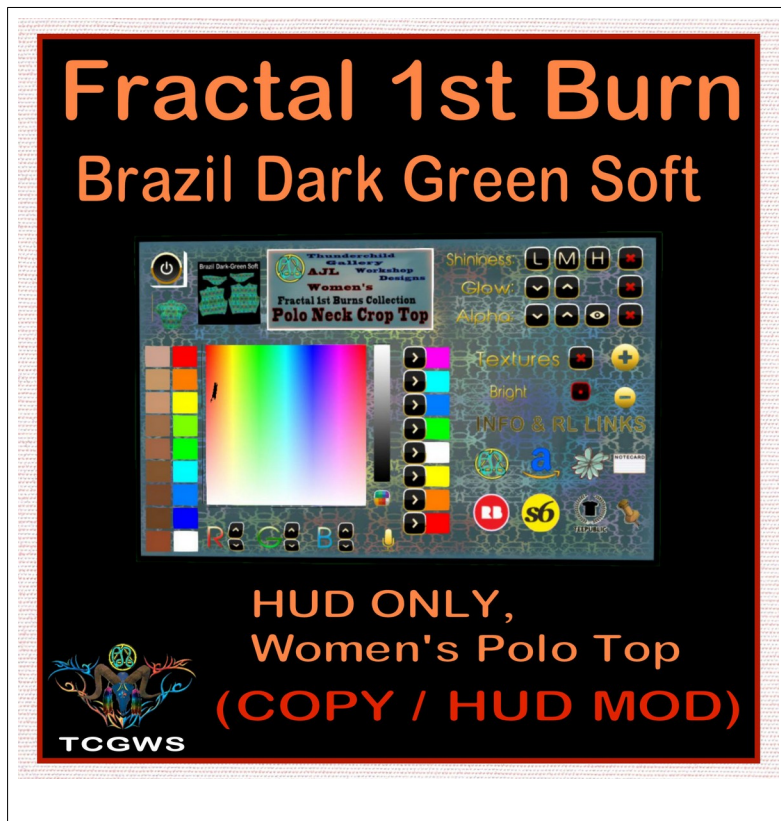 Fractal 1st Burn
Brazil Dark Green Soft
Brazil Dark-Green Soft
Thunderchild
Gallery
AJL Workshop
Designs
Women's
Fractal 1st Burns Collection
Polo Neck Crop Top
Shininess: L M H
Glow:
Alpha:
Textures
Bright
INFO & RL LINKS
a
NOTECARD
RB
s6
REPUBLIC
R G B
HUD ONLY,
Women's Polo Top
(COPY / HUD MOD)
TCGWS